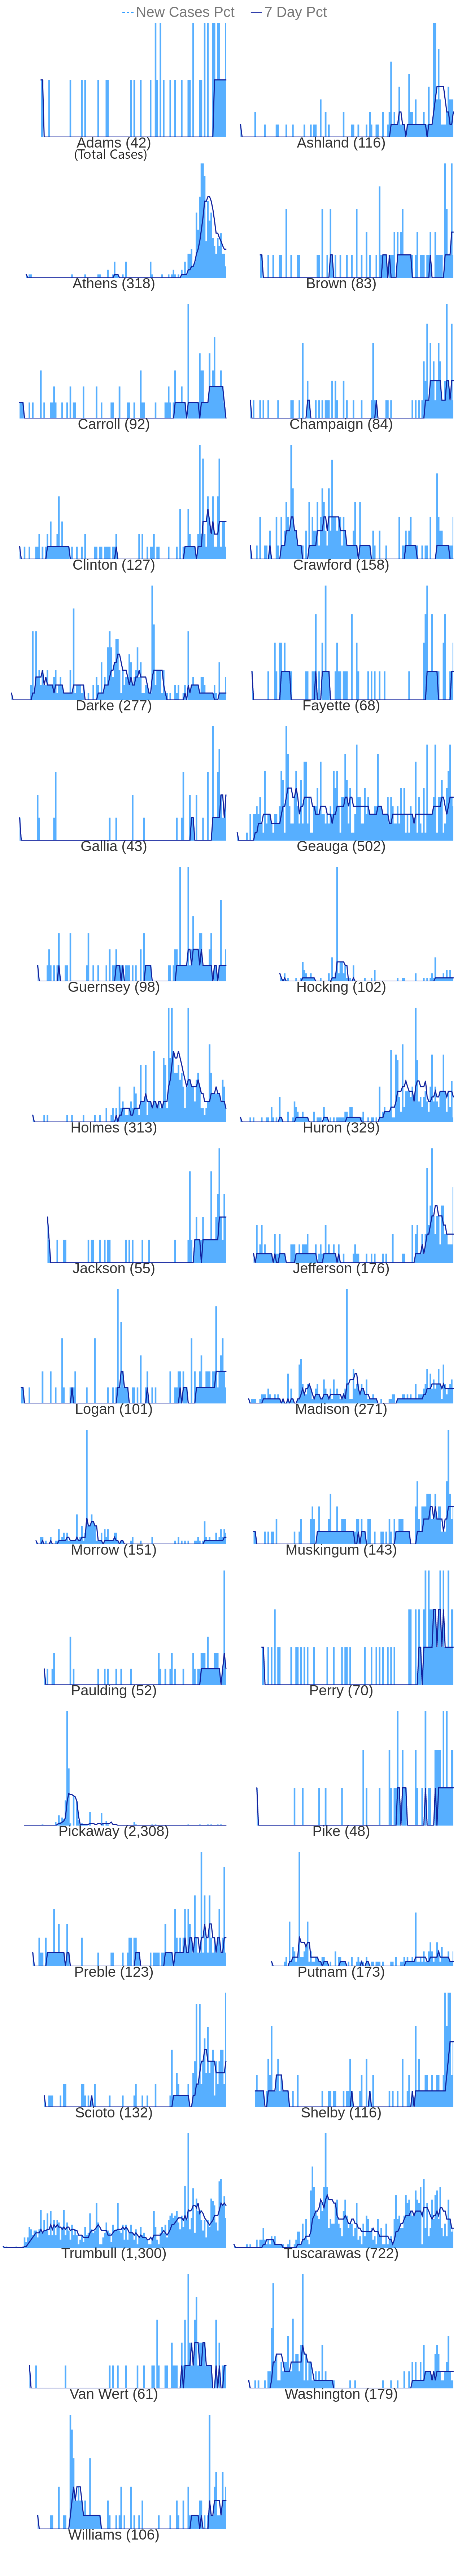 New Cases Pct 7 Day Pct
Adams (42)
(Total Cases)
Ashland (116)
Athens (318)
Brown (83)
Carroll (92)
Champaign (84)
Clinton (127)
Crawford (158)
Darke (277)
Fayette (68)
Gallia (43)
Geauga (502)
Guernsey (98)
Hocking (102)
Holmes (313)
Huron (329)
Jackson (55)
Jefferson (176)
Logan (101)
Madison (271)
Morrow (151)
Muskingum (143)
Paulding (52)
Perry (70)
Pickaway (2,308)
Pike (48)
Preble (123)
Putnam (173)
Scioto (132)
Shelby (116)
Trumbull (1,300)
Tuscarawas (722)
Van Wert (61)
Washington (179)
Williams (106)